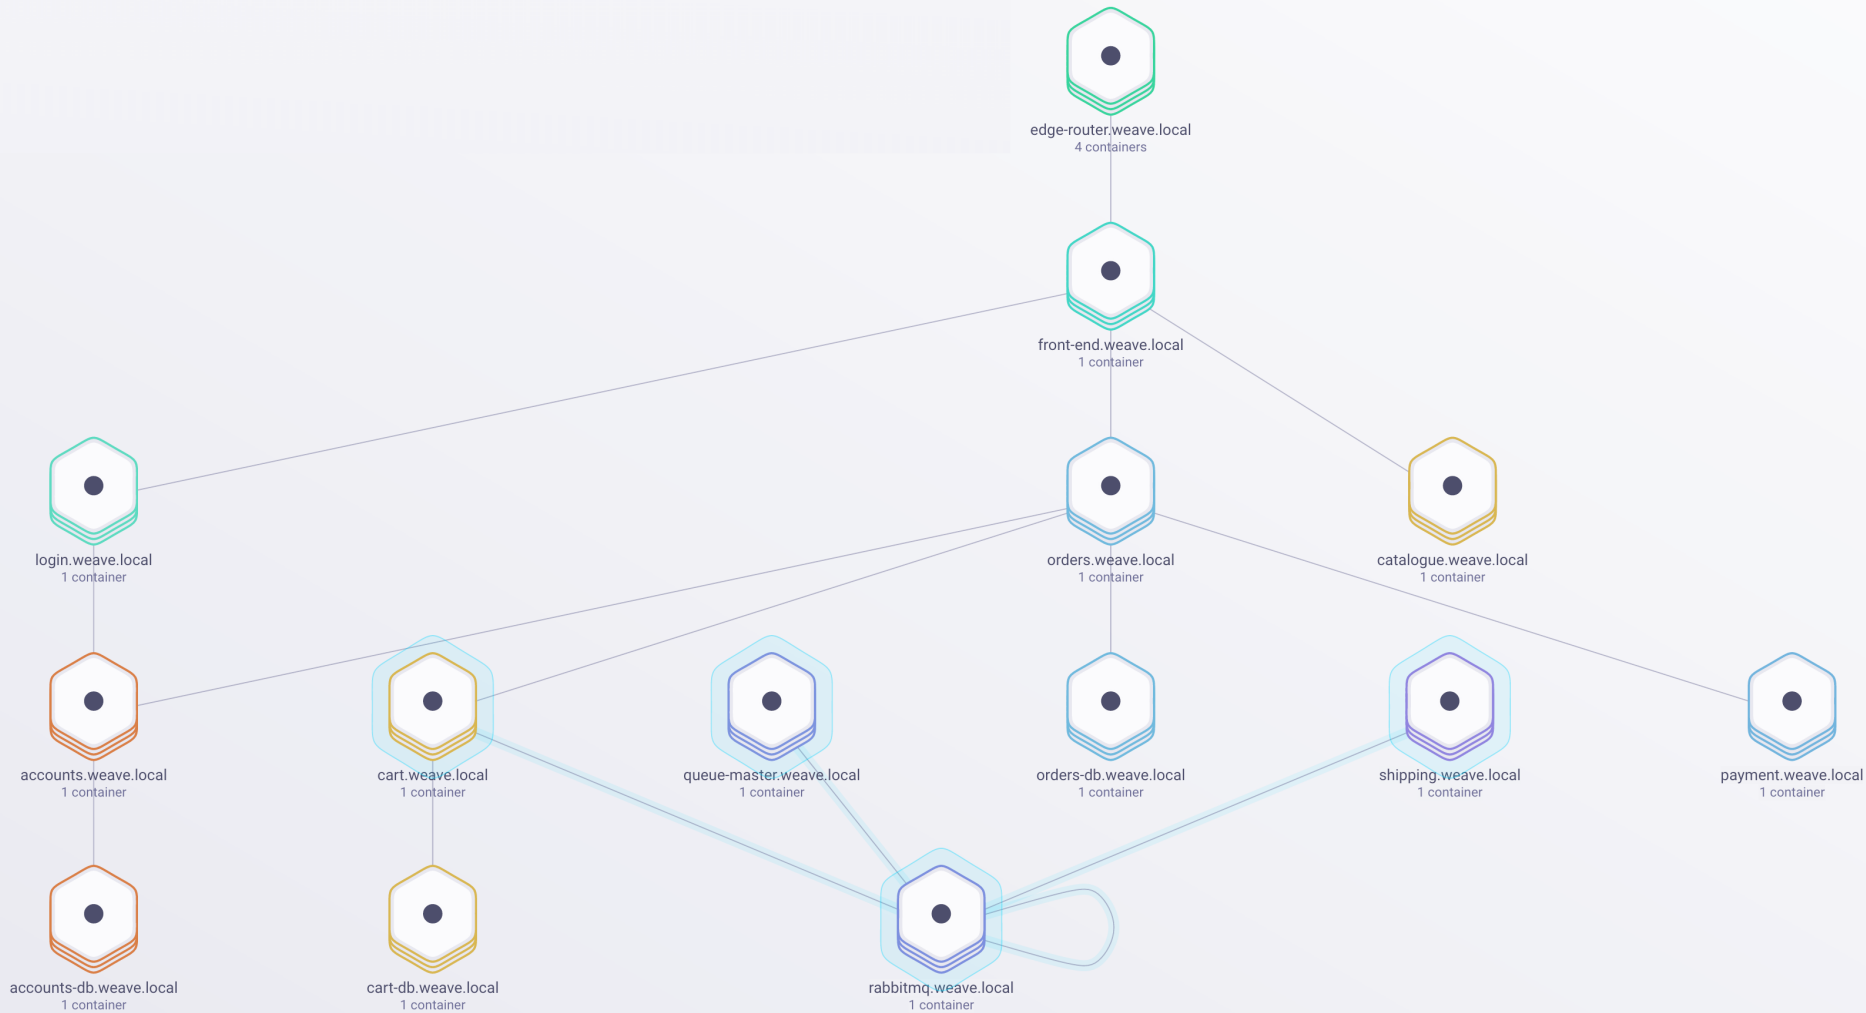 edge-router.weave.local
4 containers
front-end.weave.local
1 container
login.weave.local
1 container
orders.weave.local
1 container
catalogue.weave.local
1 container
accounts.weave.local
1 container
cart.weave.local
1 container
queue-master.weave.local
1 container
orders-db.weave.local
1 container
shipping.weave.local
1 container
payment.weave.local
1 container
accounts-db.weave.local
1 container
cart-db.weave.local
1 container
rabbitmq.weave.local
1 container